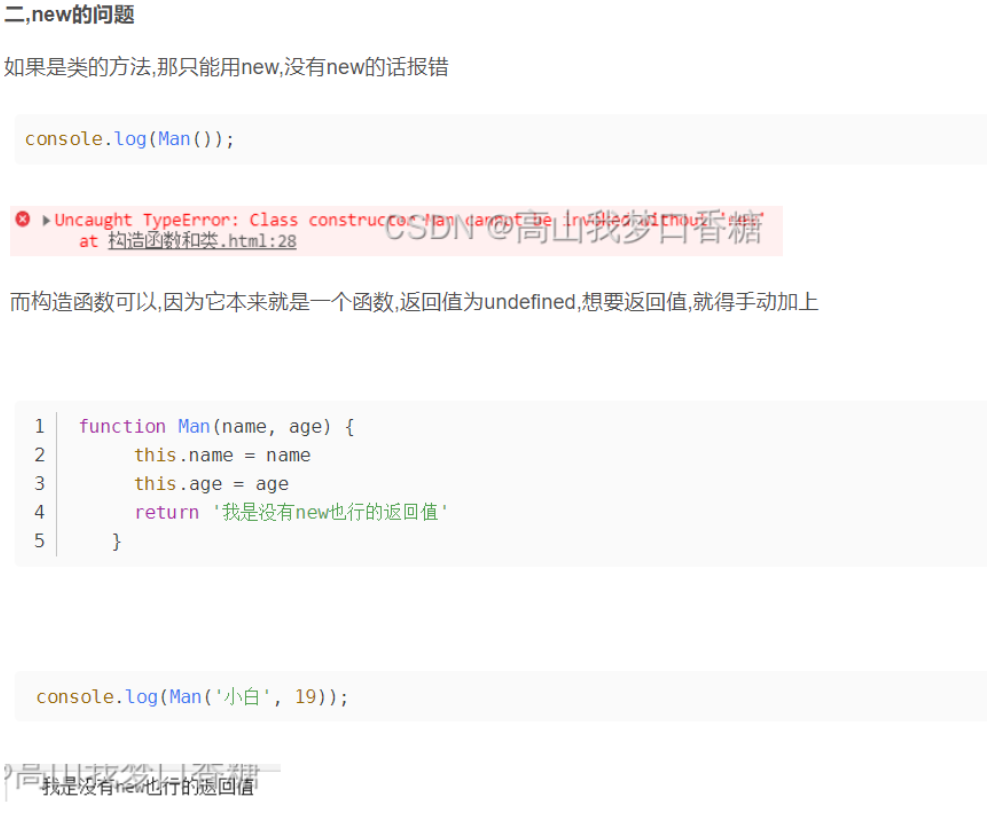 二,new的问题
如果是类的方法,那只能用new,没有new的话报错
console.log(Man());
Uncaught TypeError: Class constructor Man cannot be invoked without 'new'
at 构造函数和类.html:28
CSDN @高山我梦口香糖
而构造函数可以,因为它本来就是一个函数,返回值为undefined,想要返回值,就得手动加上
1 function Man(name, age) {
2 this.name = name
3 this.age = age
4 return '我是没有new也行的返回值'
5 }
console.log(Man('小白', 19));
@高山我梦口香糖
我是没有new也行的返回值